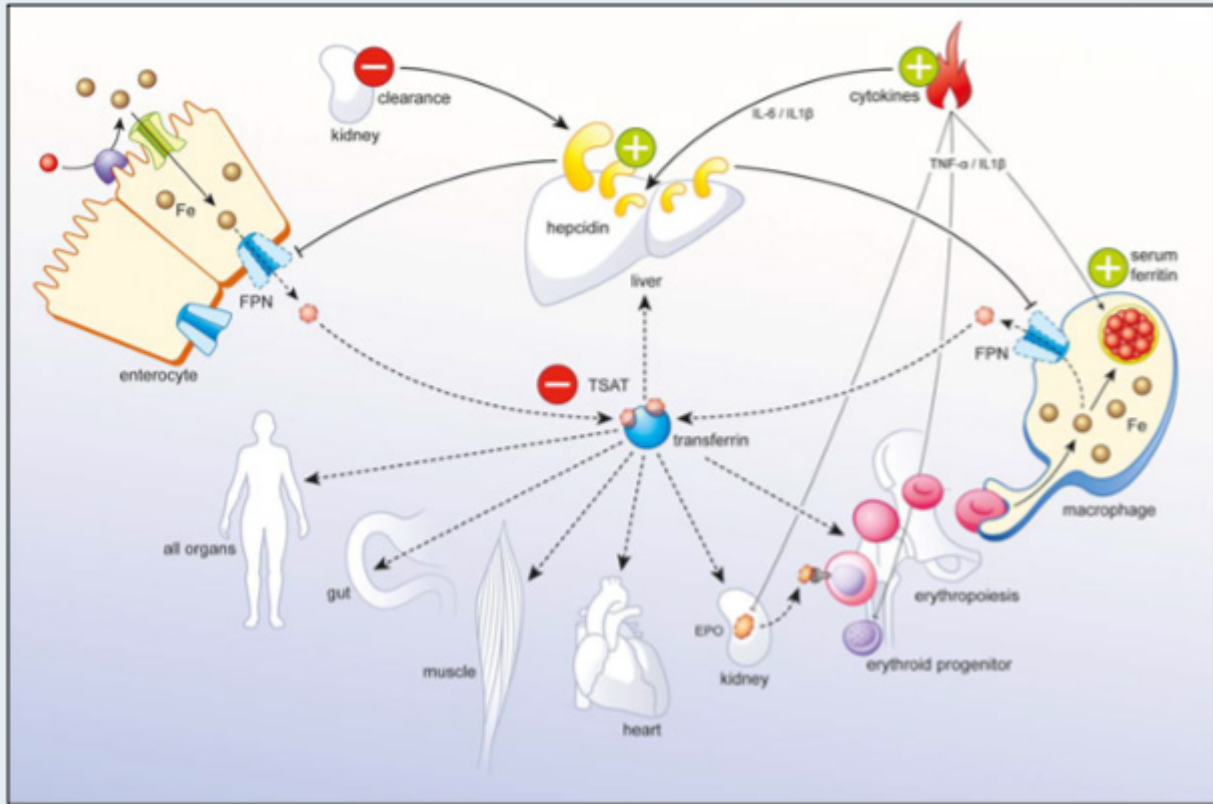 clearance
kidney
cytokines
IL-6 / IL1β
TNF-α / IL1β
Fe
hepcidin
serum
ferritin
FPN
liver
FPN
enterocyte
TSAT
Fe
transferrin
macrophage
all organs
gut
erythropoiesis
EPO
muscle
kidney
erythroid progenitor
heart